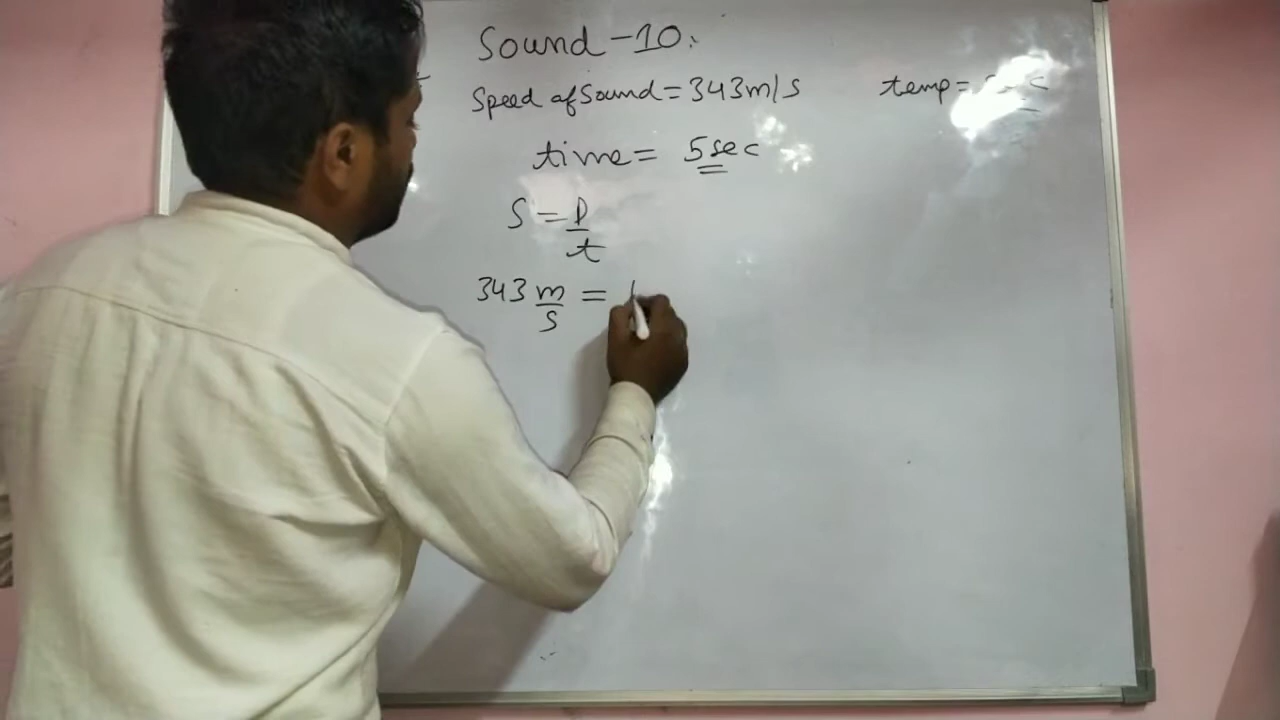 Sound - 10.
Speed of Sound = 343 m/s
temp =
time = 5 sec
S = D/t
343 m/s =